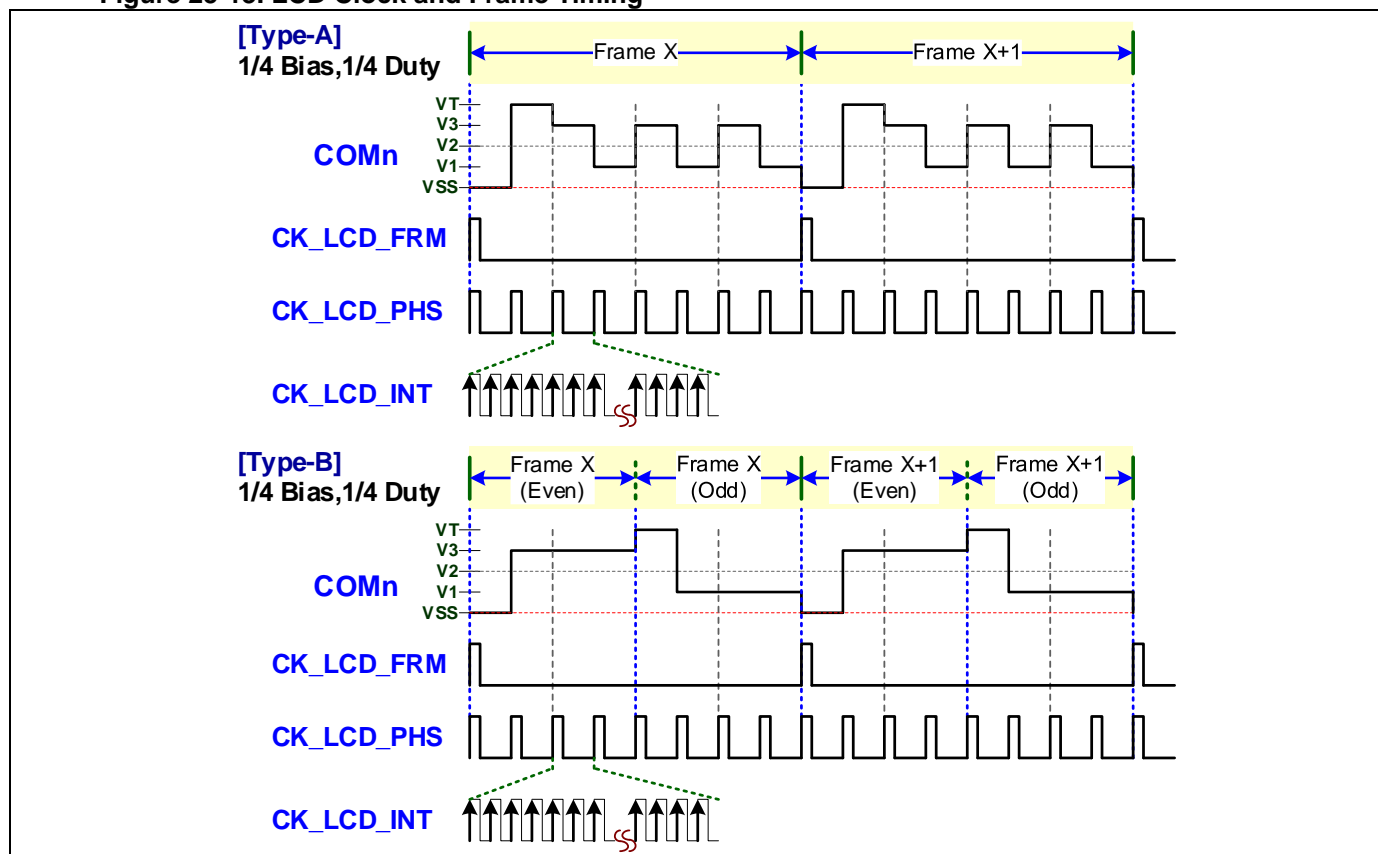 [Type-A]
1/4 Bias,1/4 Duty
Frame X
Frame X+1
VT
V3
V2
V1
VSS
COMn
CK_LCD_FRM
CK_LCD_PHS
CK_LCD_INT
[Type-B]
1/4 Bias,1/4 Duty
Frame X
(Even)
Frame X
(Odd)
Frame X+1
(Even)
Frame X+1
(Odd)
VT
V3
V2
V1
VSS
COMn
CK_LCD_FRM
CK_LCD_PHS
CK_LCD_INT